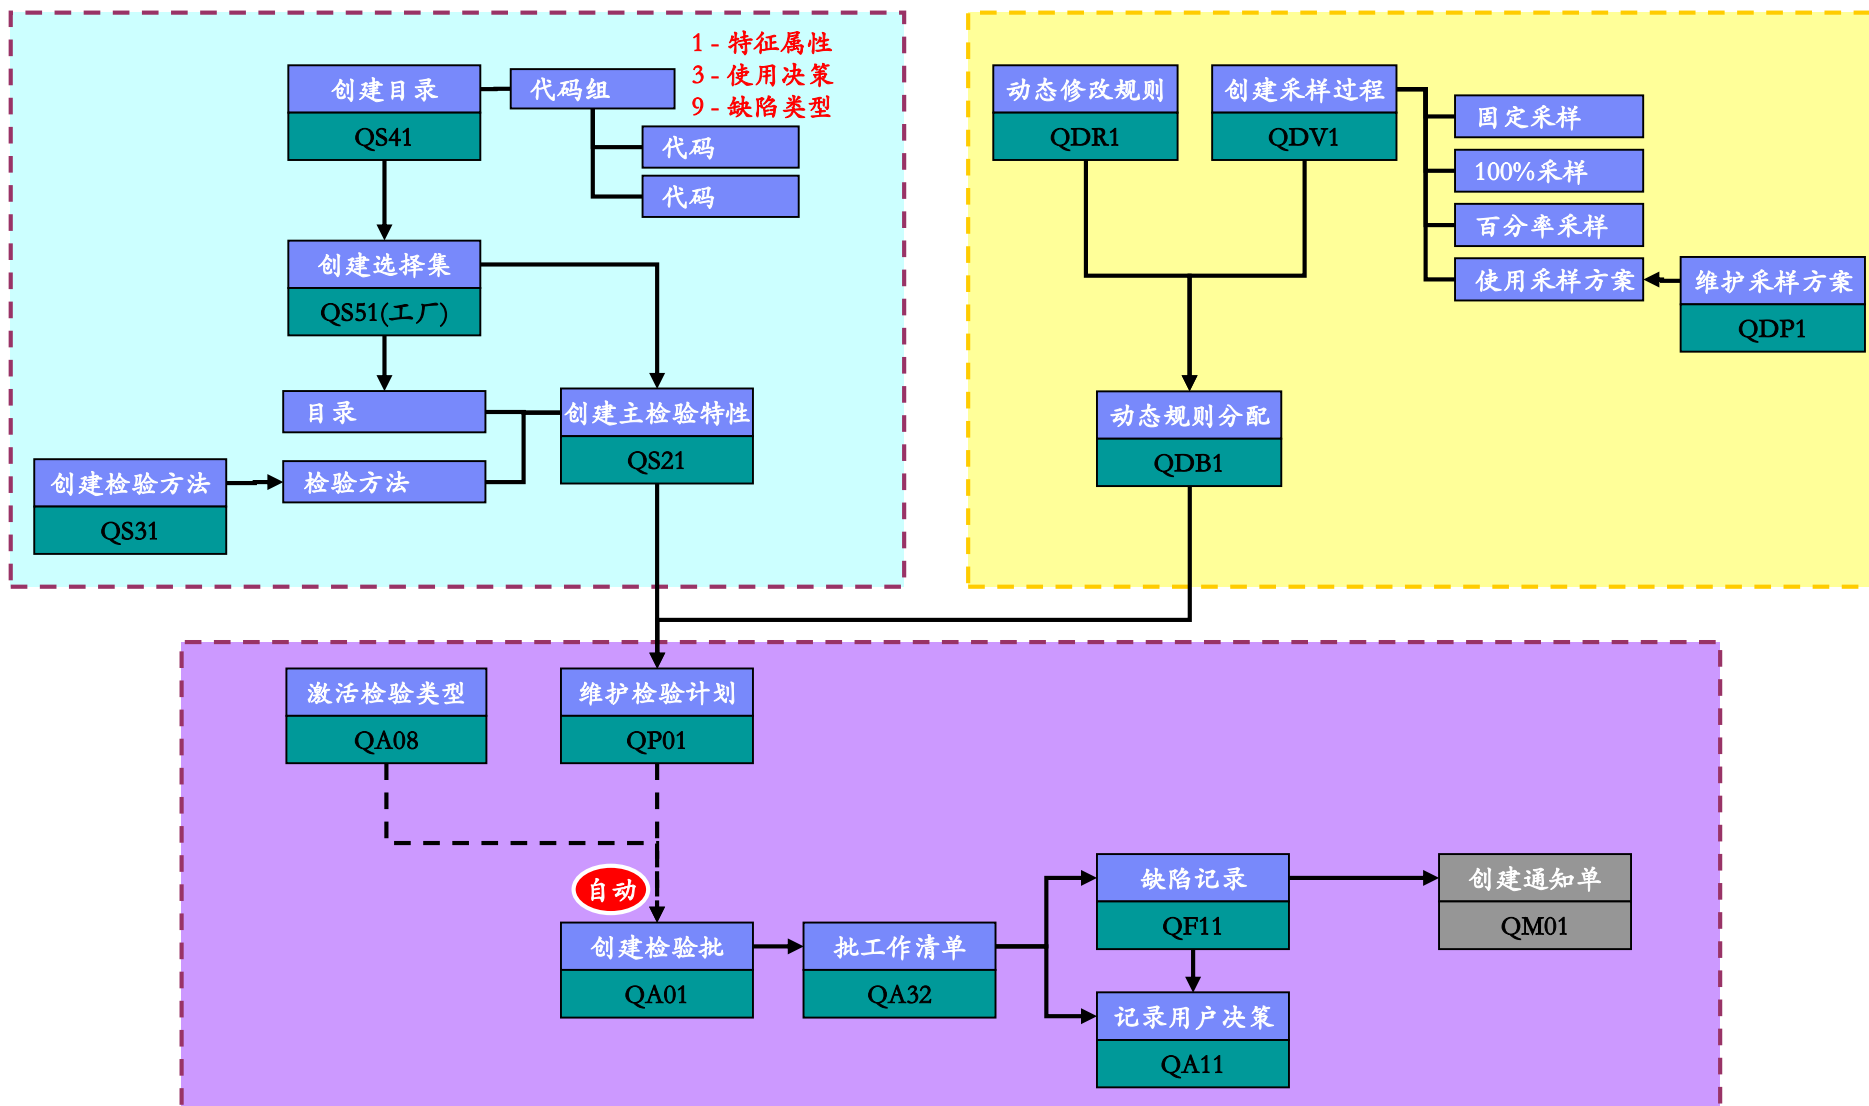 1 - 特征属性
3 - 使用决策
9 - 缺陷类型
创建目录
QS41
代码组
代码
代码
创建选择集
QS51(工厂)
目录
创建主检验特性
QS21
创建检验方法
QS31
检验方法
动态修改规则
QDR1
创建采样过程
QDV1
固定采样
100%采样
百分率采样
使用采样方案
维护采样方案
QDP1
动态规则分配
QDB1
激活检验类型
QA08
维护检验计划
QP01
自动
创建检验批
QA01
批工作清单
QA32
缺陷记录
QF11
创建通知单
QM01
记录用户决策
QA11